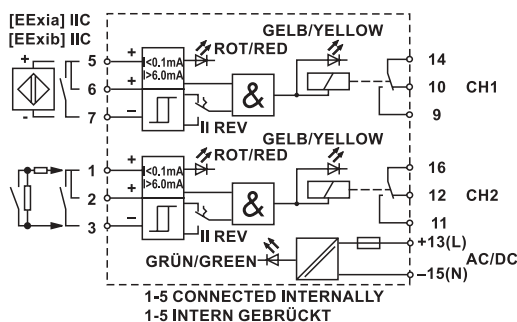 [EExia] IIC
[EExib] IIC
GELB/YELLOW
+
5
+
I<0.1mA
I>6.0mA
ROT/RED
14
6
+
&
10
CH1
-
7
–
II REV
9
GELB/YELLOW
1
+
I<0.1mA
I>6.0mA
ROT/RED
16
2
+
&
12
CH2
3
–
II REV
11
GRÜN/GREEN
+13(L)
AC/DC
–15(N)
1-5 CONNECTED INTERNALLY
1-5 INTERN GEBRÜCKT